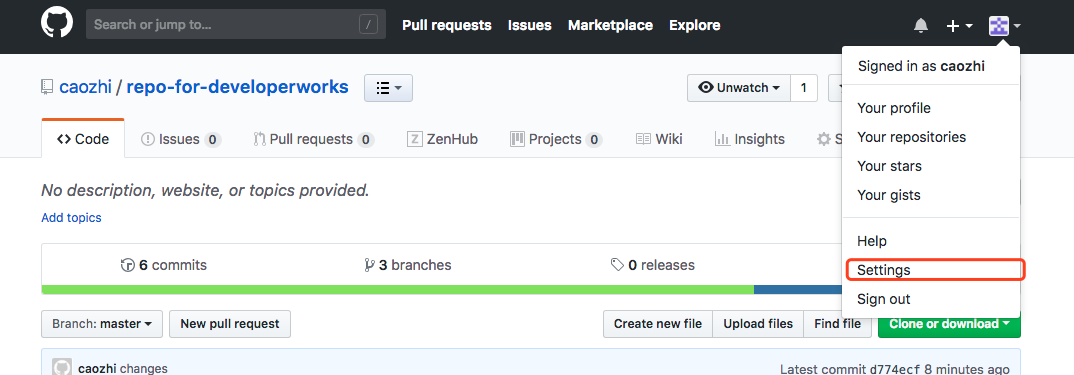 Search or jump to... / Pull requests Issues Marketplace Explore
Signed in as caozhi
caozhi / repo-for-developerworks Unwatch 1
Your profile
Your repositories
Your stars
Your gists
Help
Settings
Sign out
Code Issues 0 Pull requests 0 ZenHub Projects 0 Wiki Insights S
No description, website, or topics provided.
Add topics
6 commits 3 branches 0 releases
Branch: master New pull request Create new file Upload files Find file Clone or download
caozhi changes Latest commit d774ecf 8 minutes ago